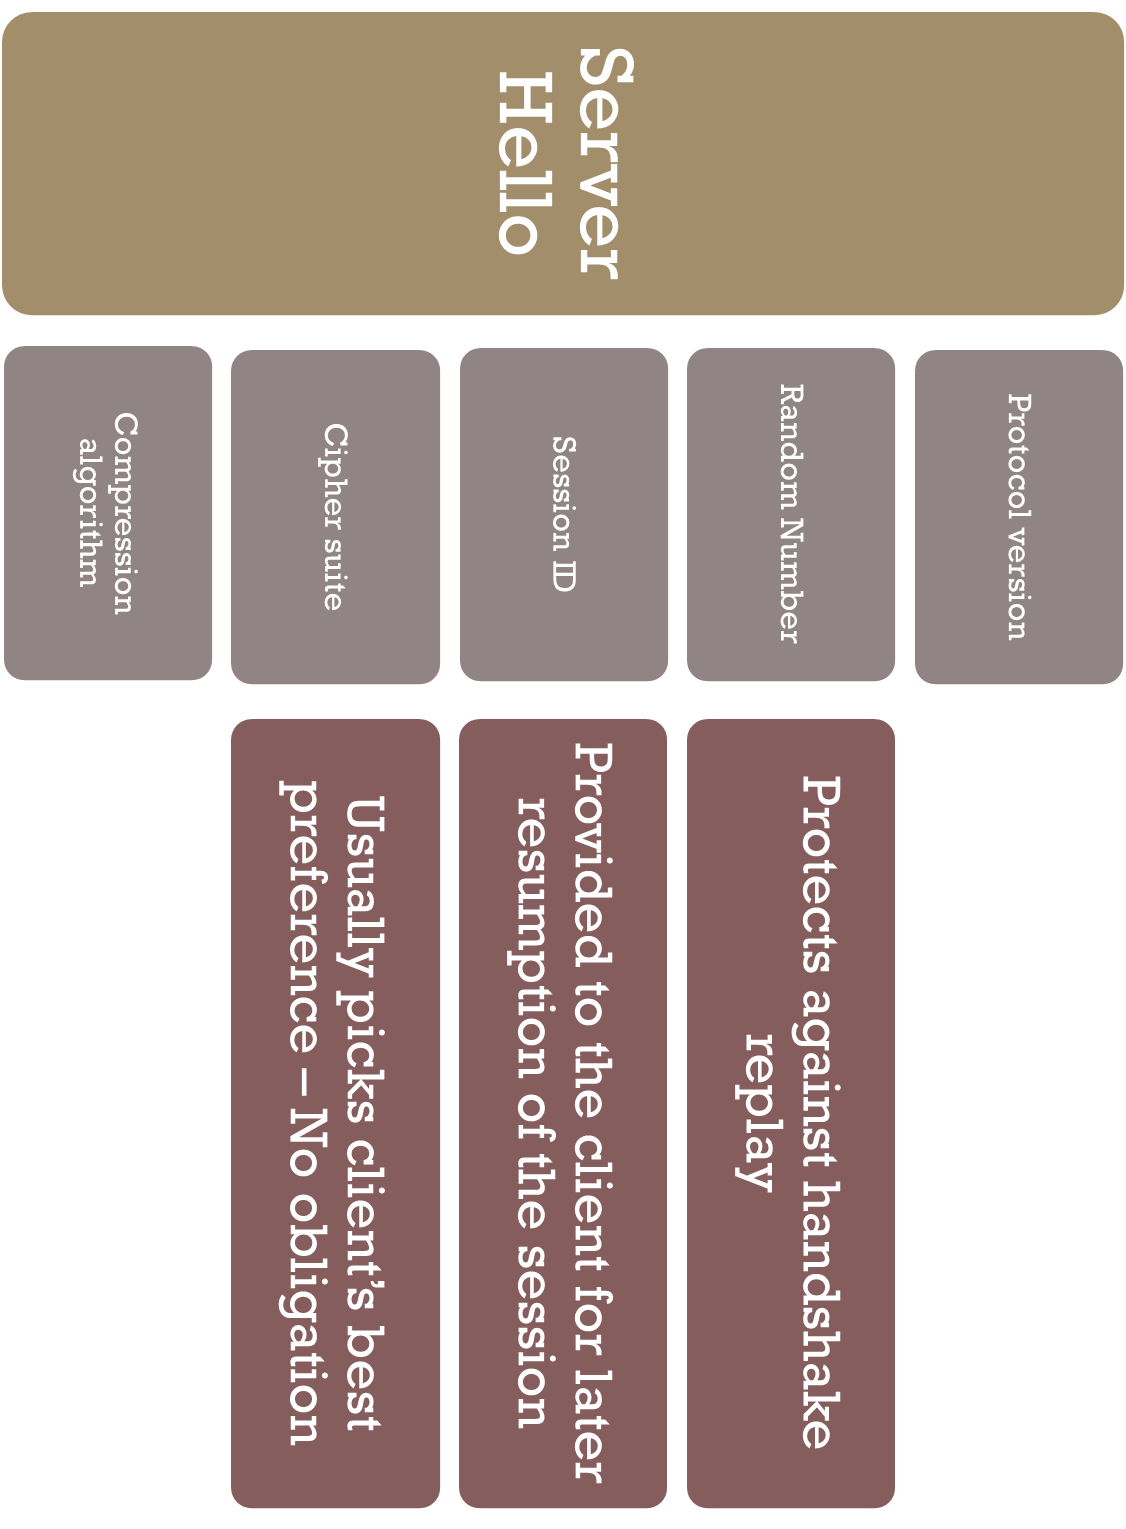 Server
Hello
Protocol version
Random Number
Protects against handshake
replay
Session ID
Provided to the client for later
resumption of the session
Cipher suite
Usually picks client’s best
preference – No obligation
Compression
algorithm